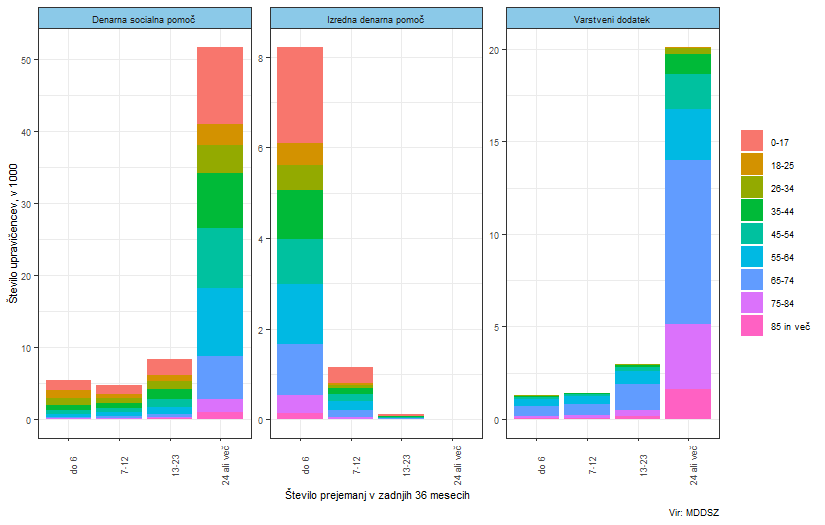 Denarna socialna pomoč
Izredna denarna pomoč
Varstveni dodatek
Število upravičencev, v 1000
50
40
30
20
10
0
8
6
4
2
0
20
15
10
5
0
do 6
7-12
13-23
24 ali več
do 6
7-12
13-23
24 ali več
do 6
7-12
13-23
24 ali več
Število prejemanj v zadnjih 36 mesecih
0-17
18-25
26-34
35-44
45-54
55-64
65-74
75-84
85 in več
Vir: MDDSZ